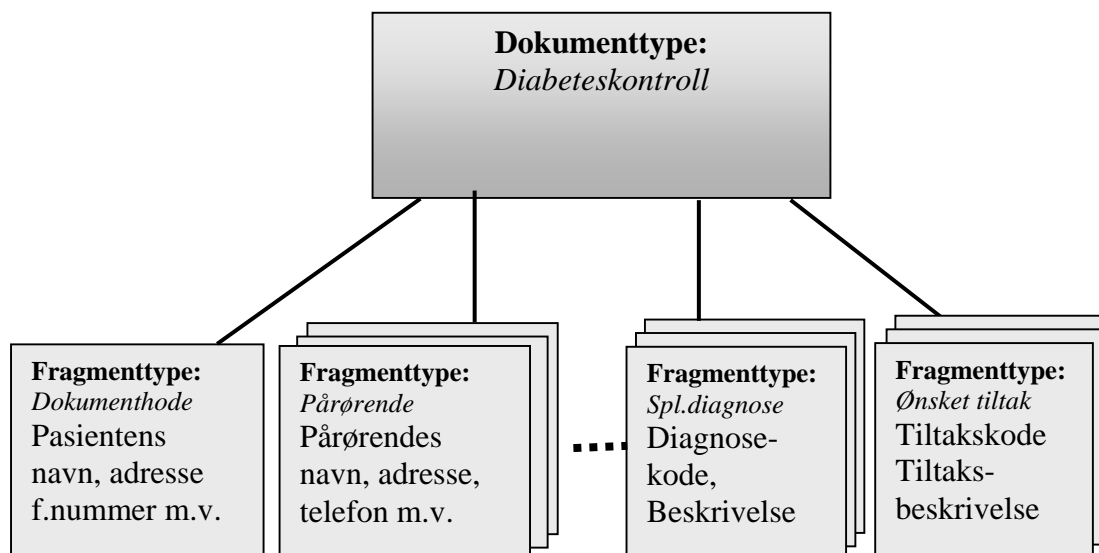 Dokumenttype:
Diabeteskontroll
Fragmenttype:
Dokumenthode
Pasientens
navn, adresse
f.nummer m.v.
Fragmenttype:
Pårørende
Pårørendes
navn, adresse,
telefon m.v.
Fragmenttype:
Spl.diagnose
Diagnose-
kode,
Beskrivelse
Fragmenttype:
Ønsket tiltak
Tiltakskode
Tiltaks-
beskrivelse